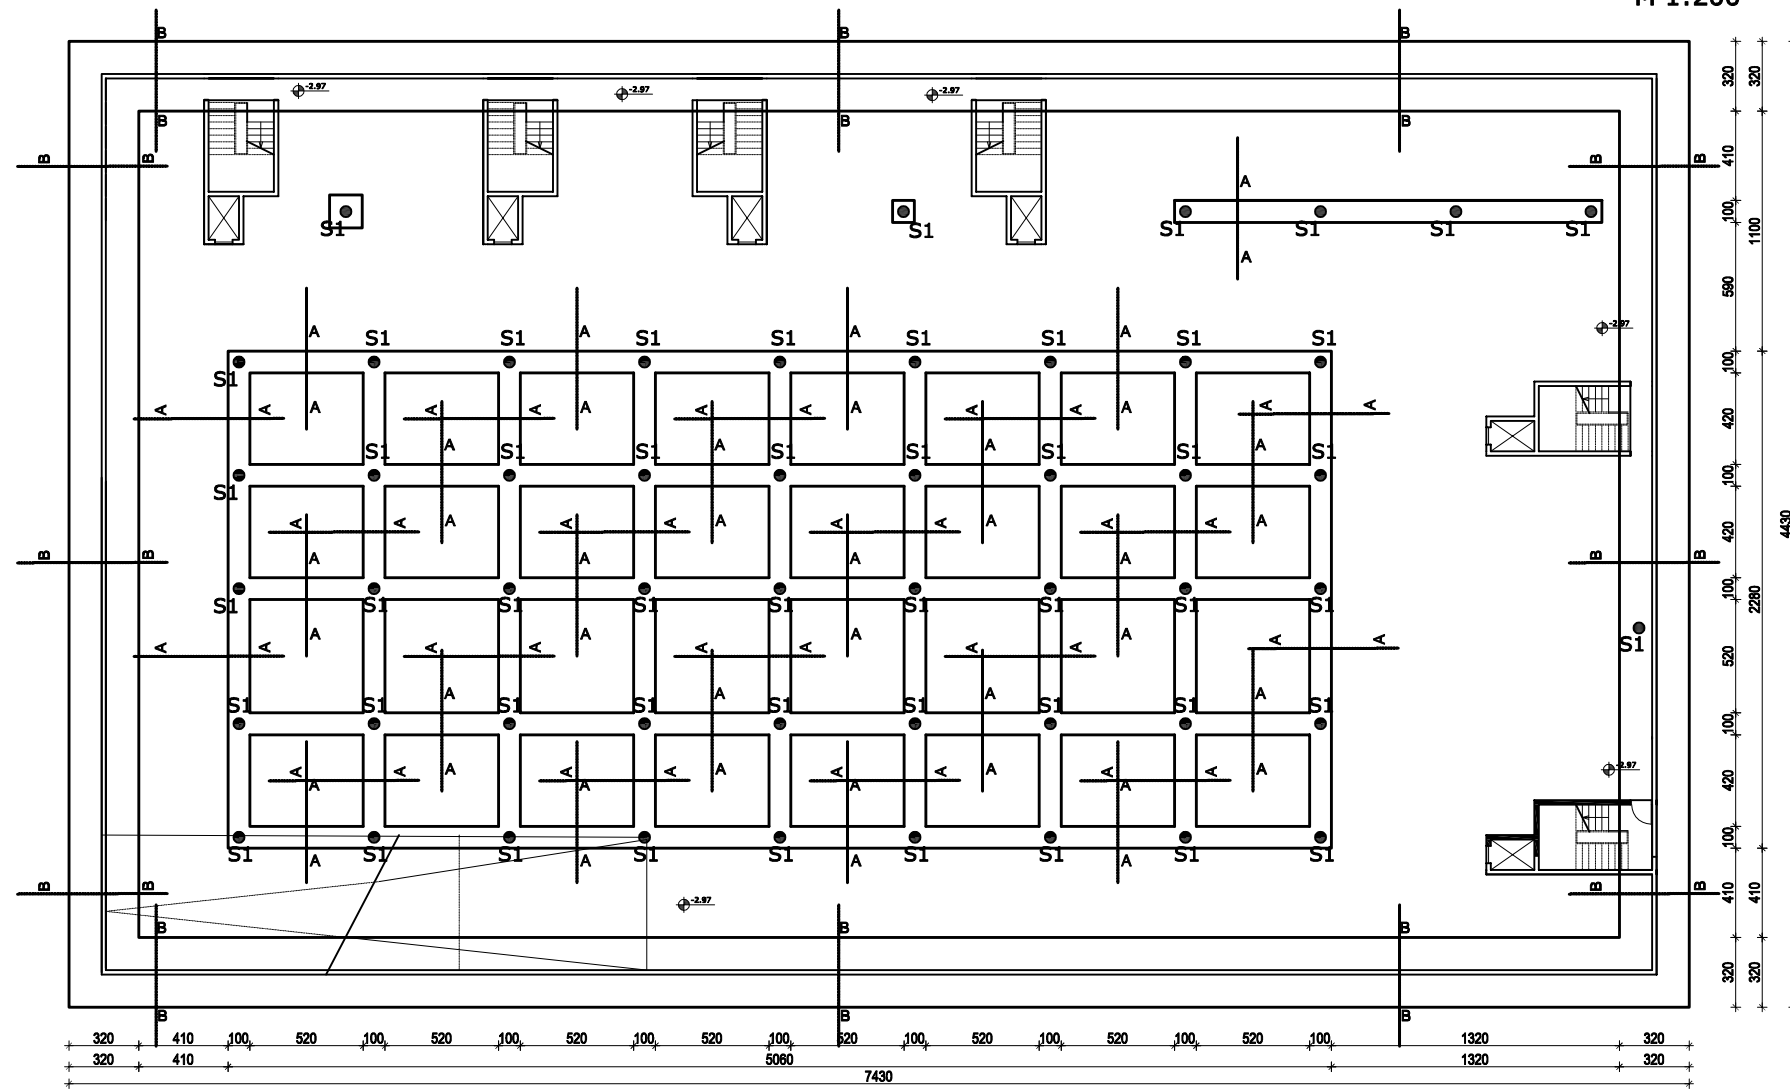 M 1:200
B B B
-2.97 -2.97 -2.97
320 320
B B B
B B B B
410
A
S1 S1 S1 S1 S1 S1
100
1100
A
590
-2.97
A A A A
S1 S1 S1 S1 S1 S1 S1 S1
100
S1
A A A A A A A A A A
A A A A
420
A A A A A
S1 S1 S1 S1 S1 S1 S1 S1
100
S1
A A A A A A A A
A A A A A
420
4430
B B B B
A A A A
100
2280
S1 S1 S1 S1 S1 S1 S1 S1 S1
A A A A A A A A A A
A A A A
S1
520
A A A A A
S1 S1 S1 S1 S1 S1 S1 S1 S1
100
A A A A A A A A
A A A A A
A A A A
-2.97
420
100
S1 S1 S1 S1 S1 S1 S1 S1 S1
A A A A
B B B B
410 410
-2.97
B B B
320 320
B B B
320 410 100 520 100 520 100 520 100 520 100 520 100 520 100 520 100 520 100 1320 320
320 410 5060 1320 320
7430